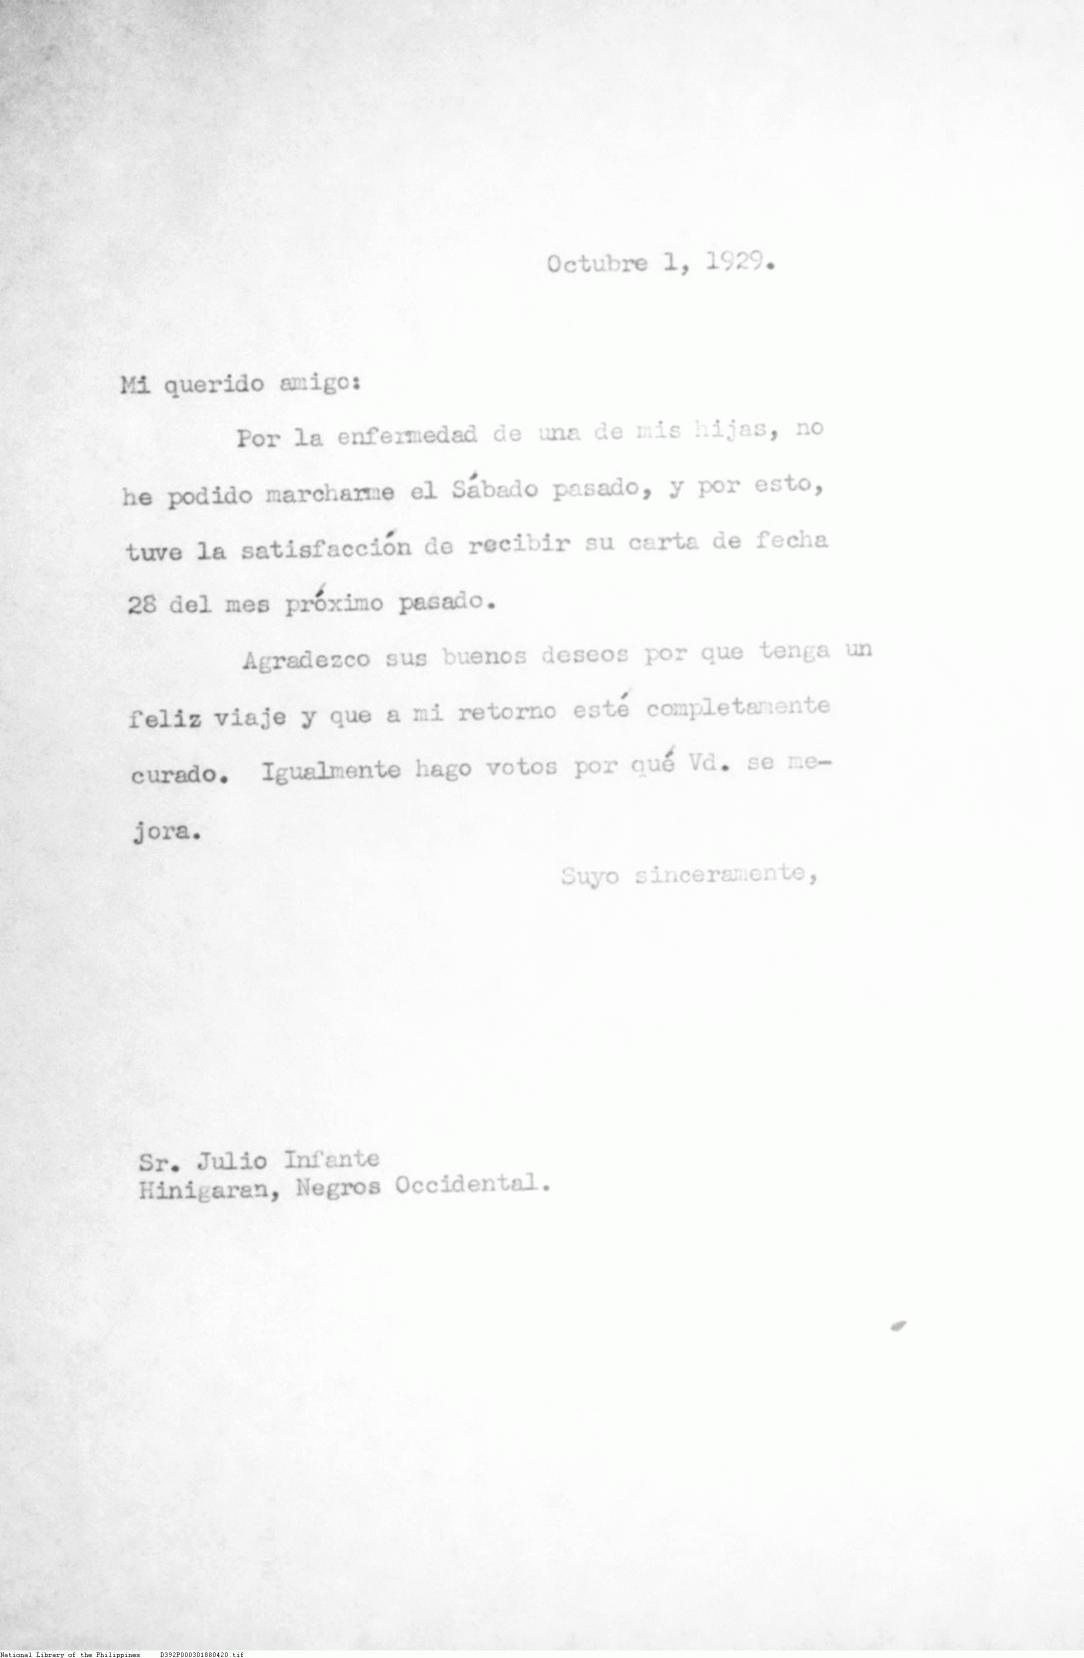 Octubre 1, 1929.
Mi querido amigo:
Por la enfermedad de una de mis hijas, no
he podido marcharme el Sábado pasado, y por esto,
tuve la satisfacción de recibir su carta de fecha
28 del mes próximo pasado.
Agradezco sus buenos deseos por que tenga un
feliz viaje y que a mi retorno esté completamente
curado. Igualmente hago votos por qué Vd. se me-
jora.
Suyo sinceramente,
Sr. Julio Infante
Hinigaran, Negros Occidental.
National Library of the Philippines D392P000301880420.tif